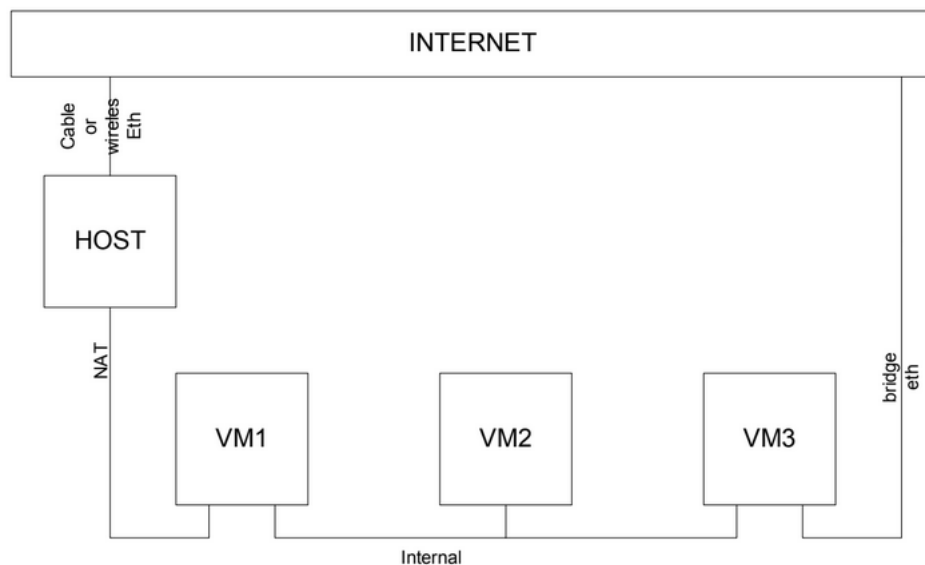 INTERNET
Cable
or
wireles
Eth
HOST
NAT
VM1
VM2
VM3
bridge
eth
Internal